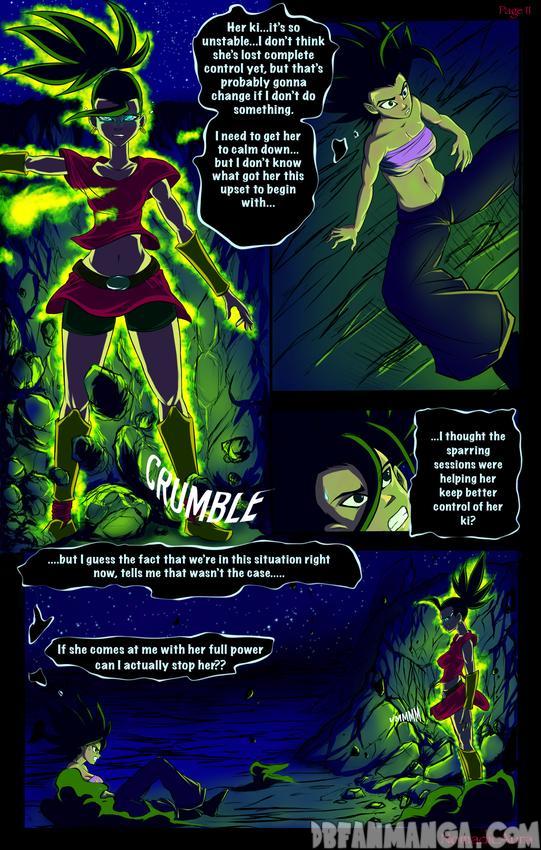 Page 11
Her ki...it's so
unstable...I don't think
she's lost complete
control yet, but that's
probably gonna
change if I don't do
something.
I need to get her
to calm down...
but I don't know
what got her this
upset to begin
with...
CRUMBLE
...I thought the
sparring
sessions were
helping her
keep better
control of her
ki?
....but I guess the fact that we're in this situation right
now, tells me that wasn't the case.....
If she comes at me with her full power
can I actually stop her??
VMMMM
DBFANMANGA.COM